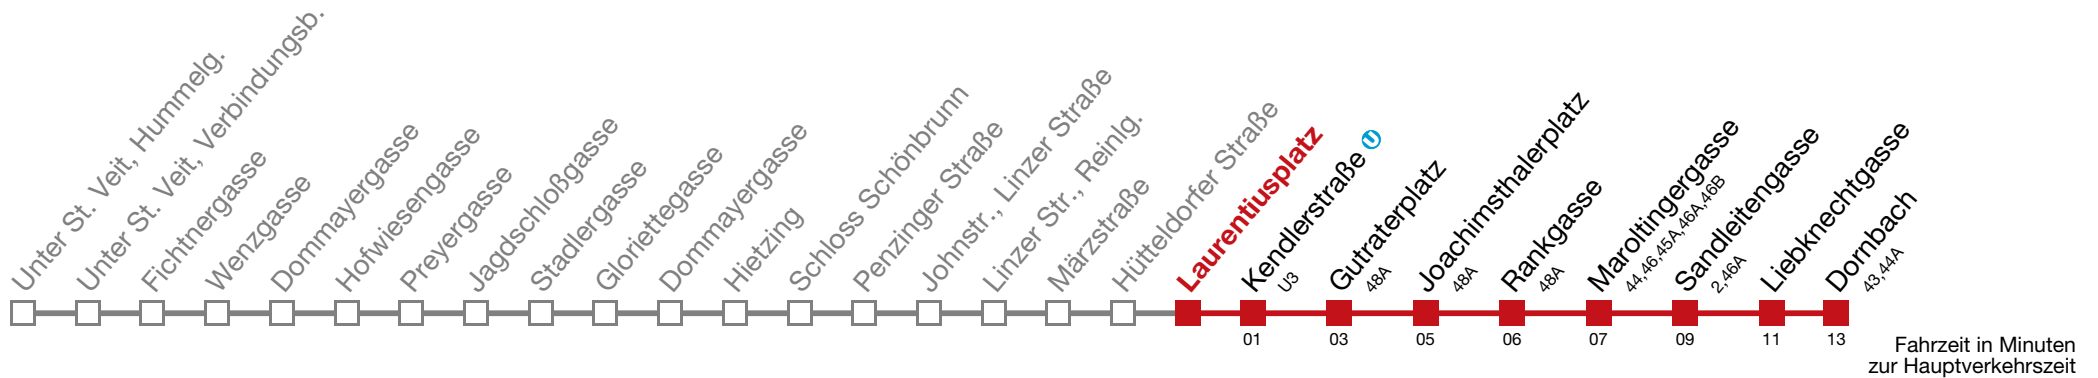 Unter St. Veit, Hummelg.
Unter St. Veit, Verbindungsb.
Fichtnergasse
Wenzgasse
Dommayergasse
Hofwiesengasse
Preyergasse
Jagdschloßgasse
Stadlergasse
Gloriettegasse
Dommayergasse
Hietzing
Schloss Schönbrunn
Penzinger Straße
Johnstr., Linzer Straße
Linzer Str., Reinlg.
Märzstraße
Hütteldorfer Straße
Laurentiusplatz
Kendlerstraße U
U3
01
Gutraterplatz
48A
03
Joachimsthalerplatz
48A
05
Rankgasse
48A
06
Maroltingergasse
44,46,45A,46A,46B
07
Sandleitengasse
2,46A
09
Liebknechtgasse
11
Dornbach
43,44A
13
Fahrzeit in Minuten
zur Hauptverkehrszeit